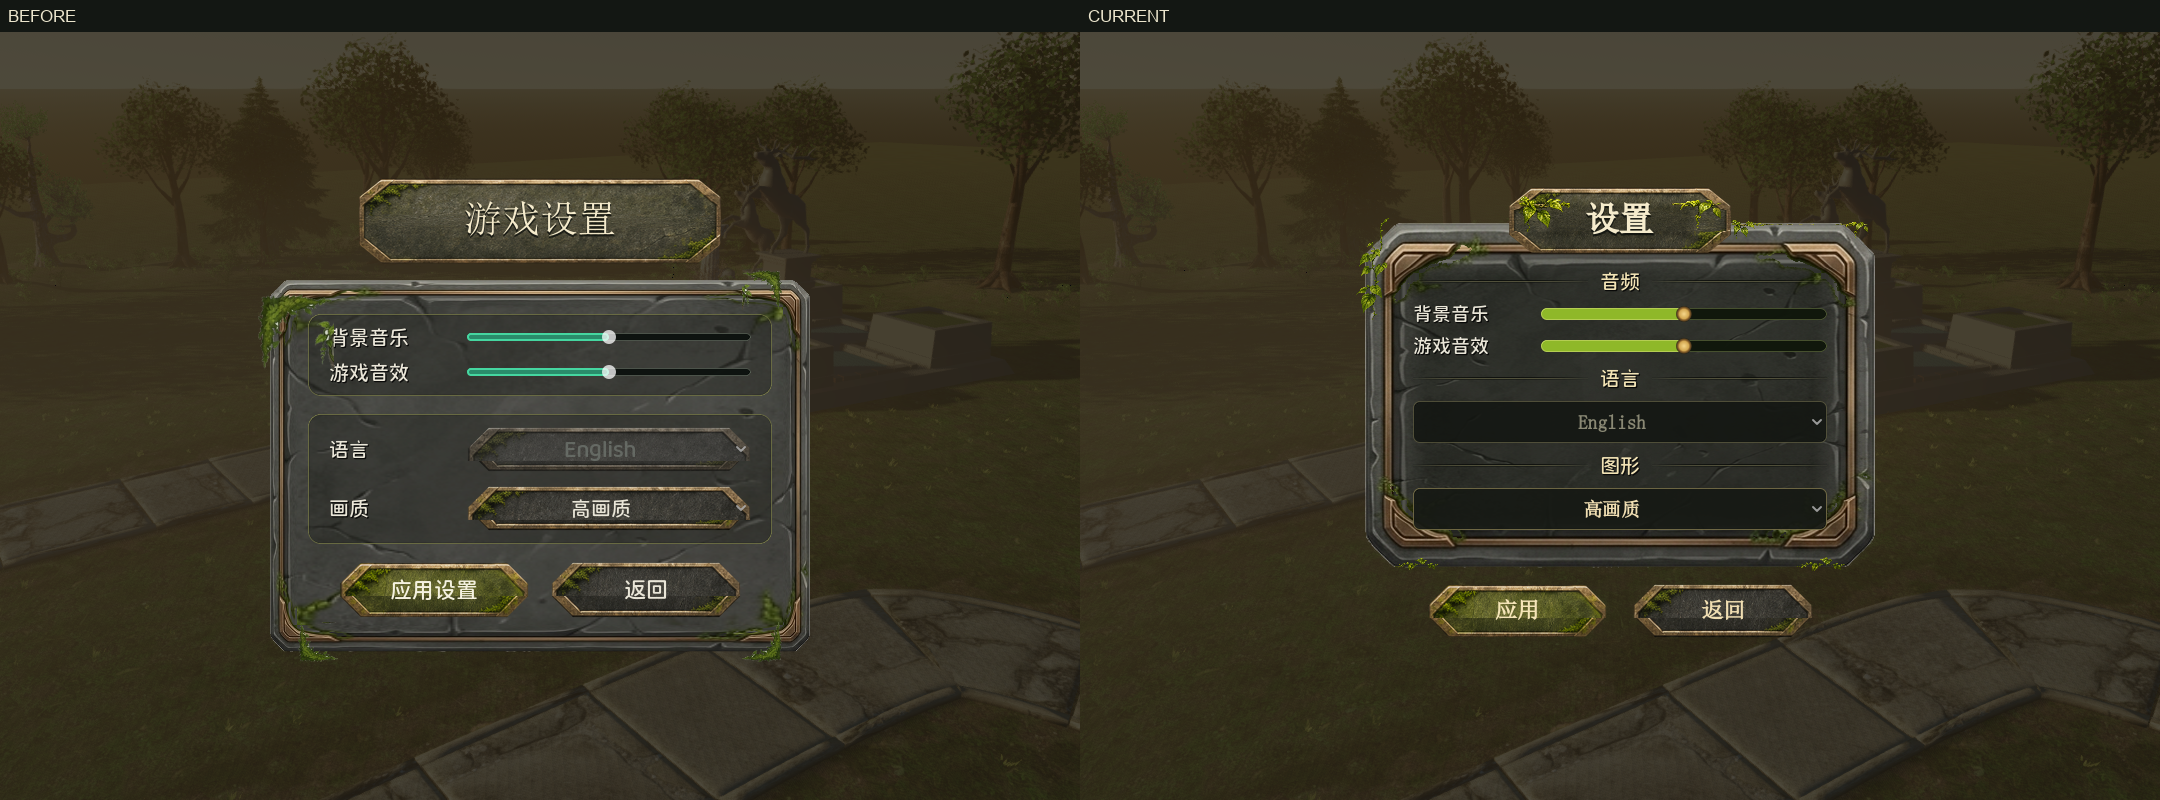 BEFORE
游戏设置
背景音乐
游戏音效
语言 English
画质 高画质
应用设置 返回
CURRENT
设置
音频
背景音乐
游戏音效
语言
English
图形
高画质
应用 返回